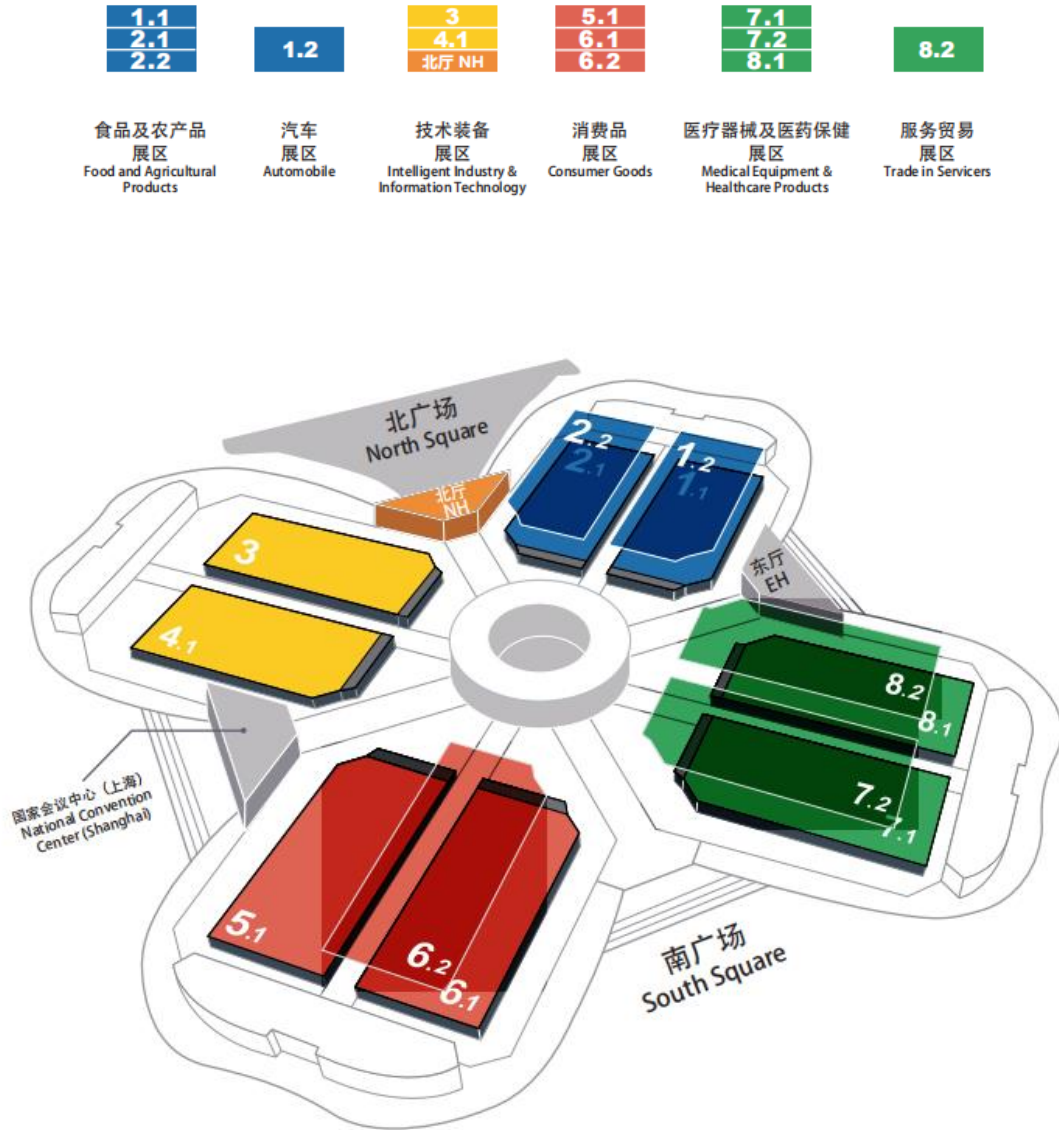 1.1
2.1
2.2
1.2
3
4.1
北厅 NH
5.1
6.1
6.2
7.1
7.2
8.1
8.2
食品及农产品
展区
Food and Agricultural
Products
汽车
展区
Automobile
技术装备
展区
Intelligent Industry &
Information Technology
消费品
展区
Consumer Goods
医疗器械及医药保健
展区
Medical Equipment &
Healthcare Products
服务贸易
展区
Trade in Servicers
北广场
North Square
2.2
2.1
1.2
1.1
北厅
NH
3
4.1
东厅
EH
8.2
8.1
7.2
7.1
国家会议中心（上海）
National Convention
Center (Shanghai)
5.1
6.2
6.1
南广场
South Square